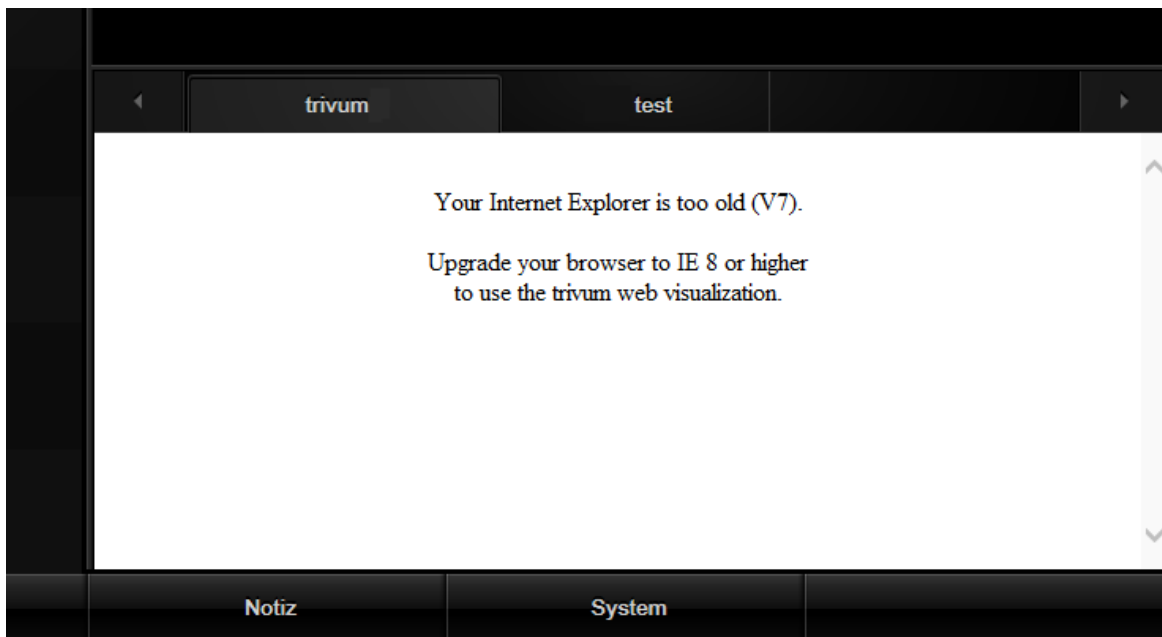 trivum test
Your Internet Explorer is too old (V7).
Upgrade your browser to IE 8 or higher
to use the trivum web visualization.
Notiz System